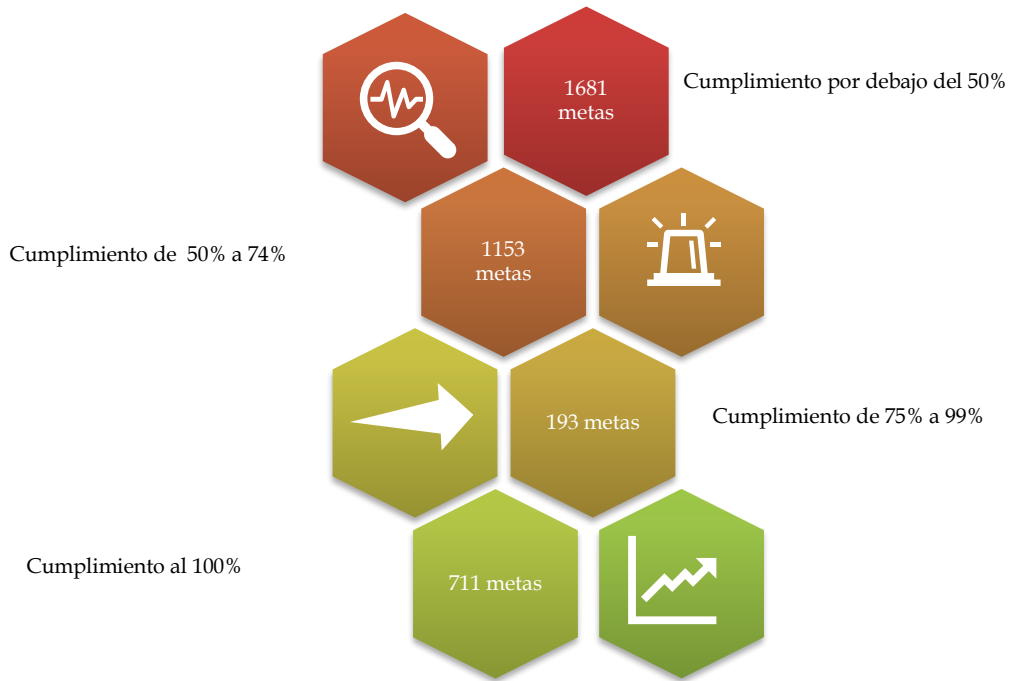 1681
metas
Cumplimiento por debajo del 50%
Cumplimiento de  50% a 74%
1153
metas
193 metas
Cumplimiento de 75% a 99%
Cumplimiento al 100%
711 metas